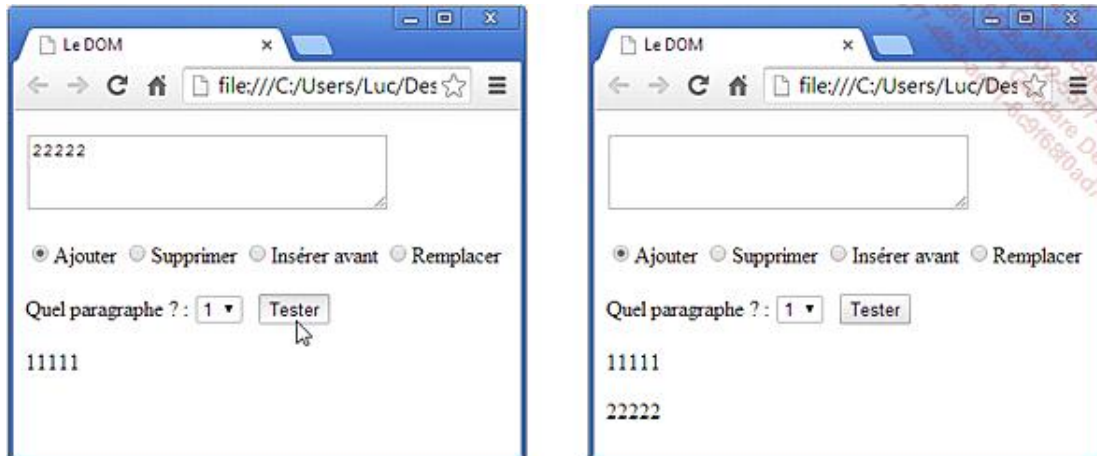 Le DOM
file:///C:/Users/Luc/Des
22222
Ajouter Supprimer Insérer avant Remplacer
Quel paragraphe ? : 1 Tester
11111
Le DOM
file:///C:/Users/Luc/Des
Ajouter Supprimer Insérer avant Remplacer
Quel paragraphe ? : 1 Tester
11111
22222